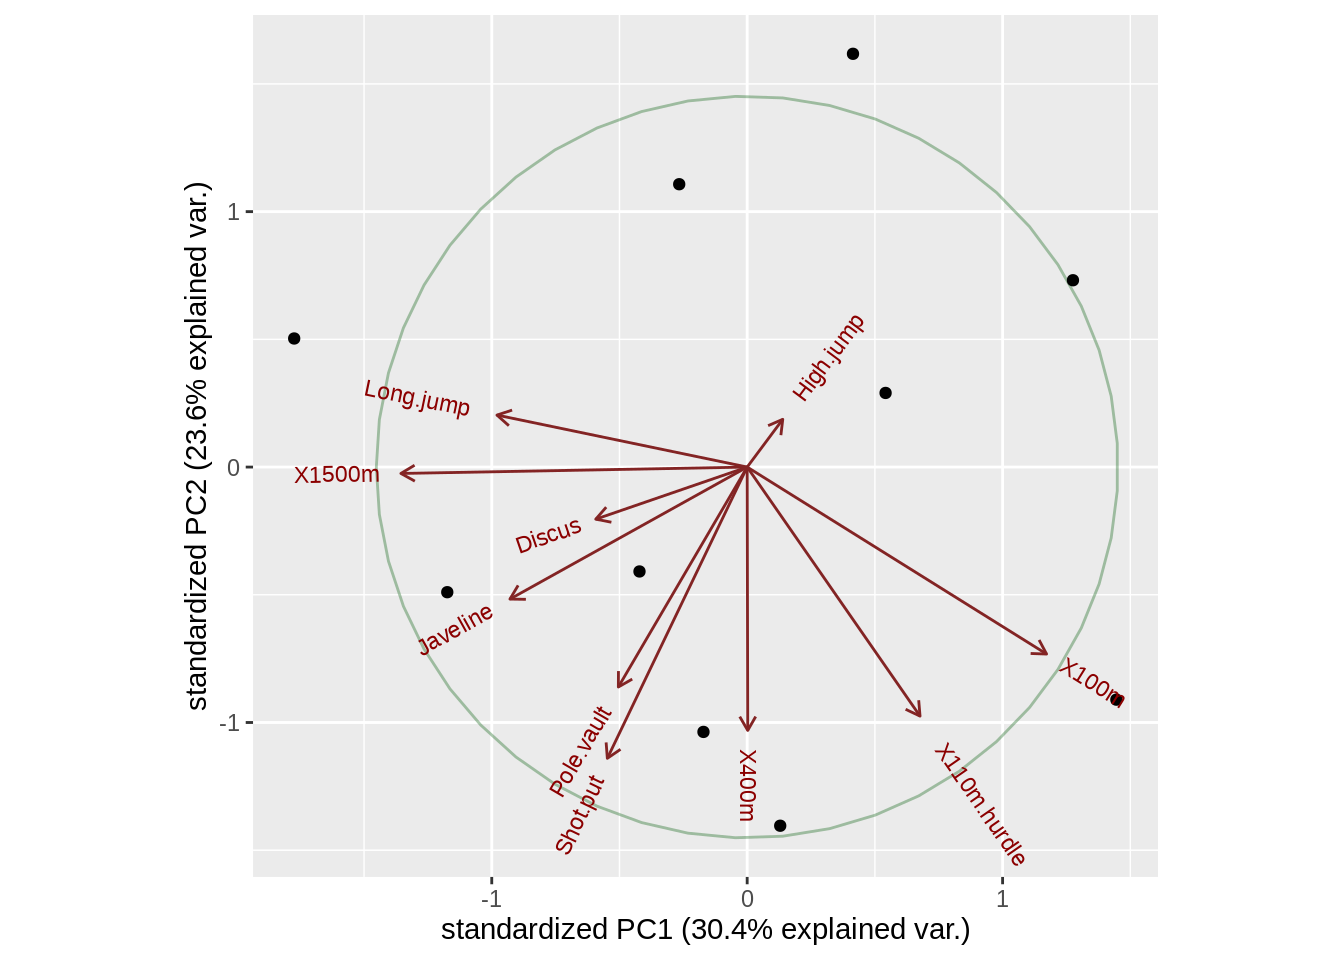 standardized PC2 (23.6% explained var.)
1
0
-1
High.jump
Long.jump
X1500m
Discus
Javeline
Pole.vault
Shot.put
X400m
X110m.hurdle
X100m
-1
0
1
standardized PC1 (30.4% explained var.)